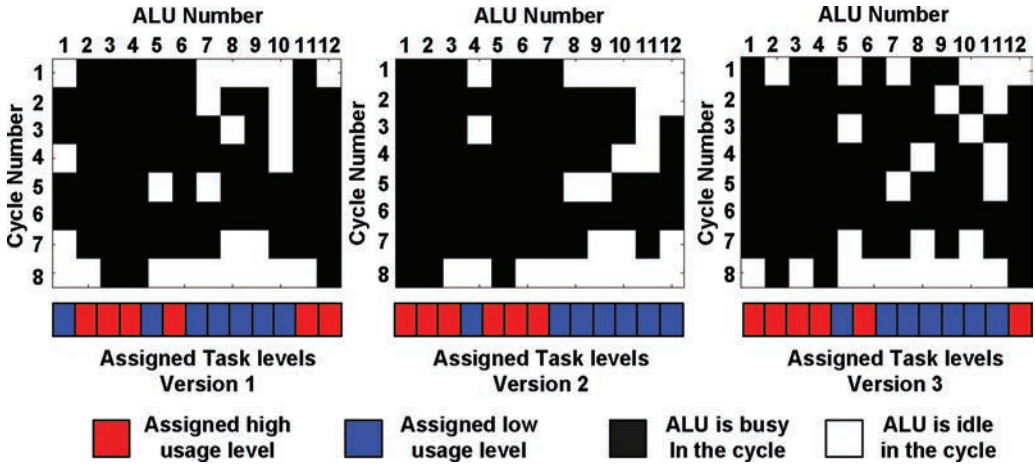 ALU Number
ALU Number
ALU Number
1 2 3 4 5 6 7 8 9 10 11 12
1 2 3 4 5 6 7 8 9 10 11 12
1 2 3 4 5 6 7 8 9 10 11 12
Cycle Number
1
2
3
4
5
6
7
8
Cycle Number
1
2
3
4
5
6
7
8
Cycle Number
1
2
3
4
5
6
7
8
Assigned Task levels
Version 1
Assigned Task levels
Version 2
Assigned Task levels
Version 3
Assigned high
usage level
Assigned low
usage level
ALU is busy
In the cycle
ALU is idle
in the cycle